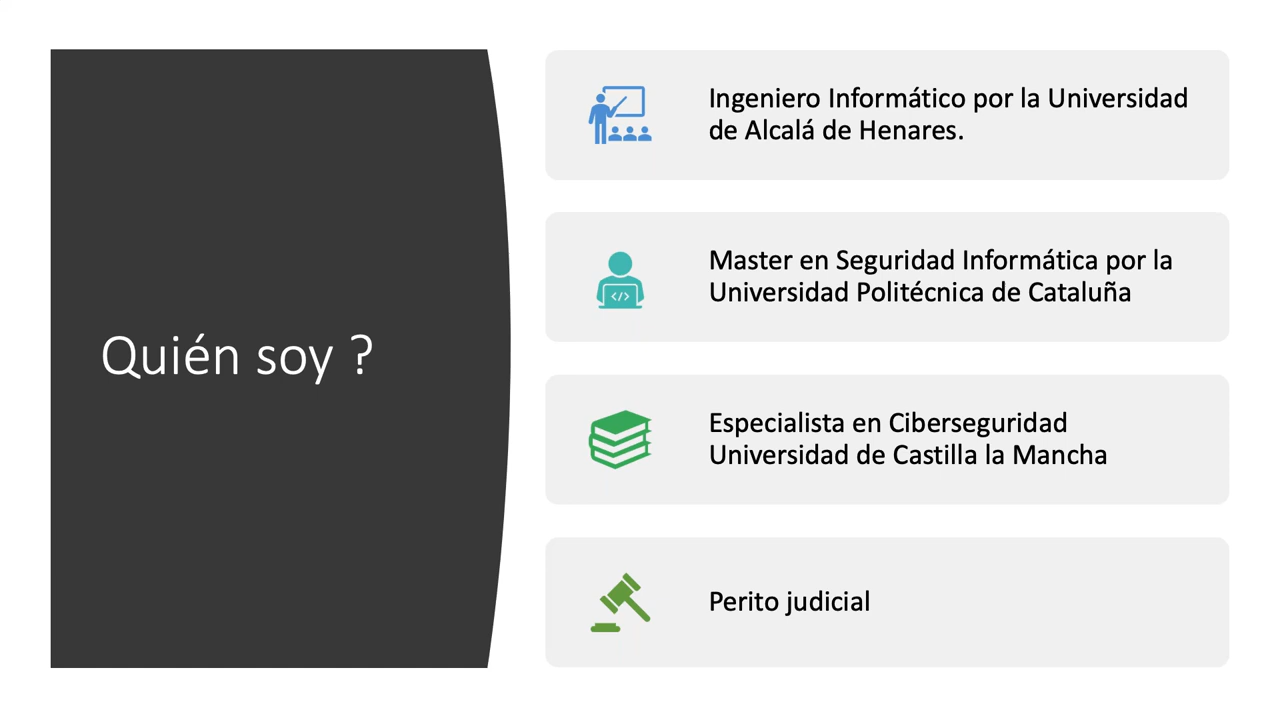 Quién soy ?
Ingeniero Informático por la Universidad
de Alcalá de Henares.
Master en Seguridad Informática por la
Universidad Politécnica de Cataluña
Especialista en Ciberseguridad
Universidad de Castilla la Mancha
Perito judicial